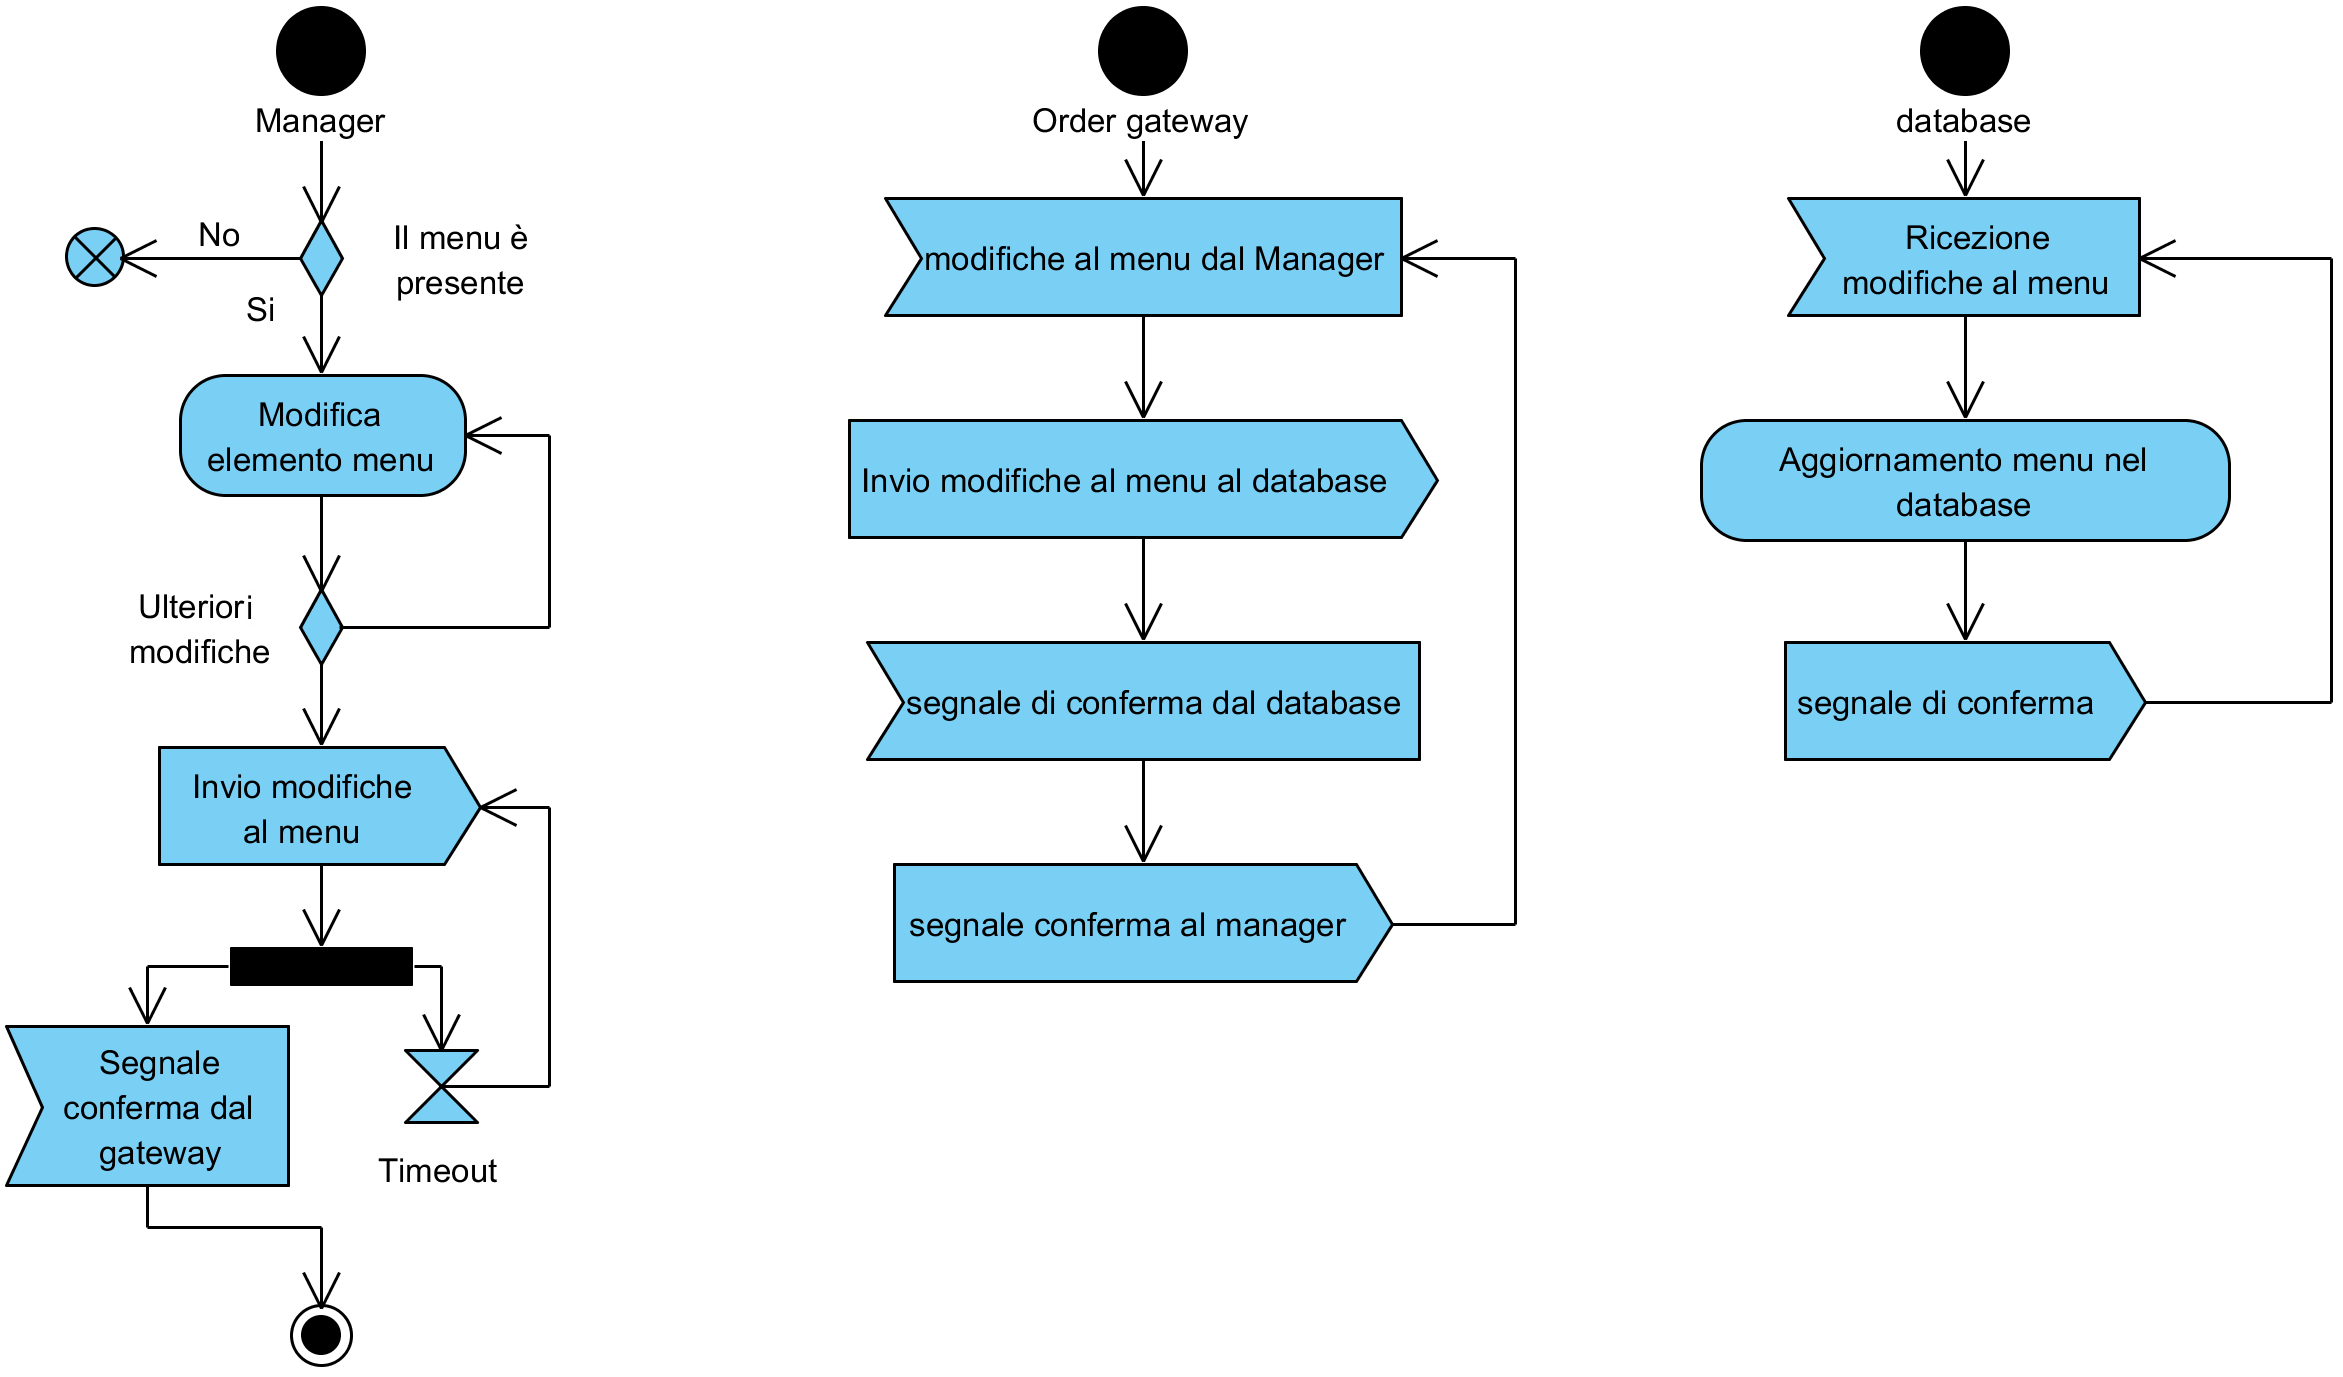 Manager
No
Il menu è
presente
Si
Modifica
elemento menu
Ulteriori
modifiche
Invio modifiche
al menu
Segnale
conferma dal
gateway
Timeout
Order gateway
modifiche al menu dal Manager
Invio modifiche al menu al database
segnale di conferma dal database
segnale conferma al manager
database
Ricezione
modifiche al menu
Aggiornamento menu nel
database
segnale di conferma